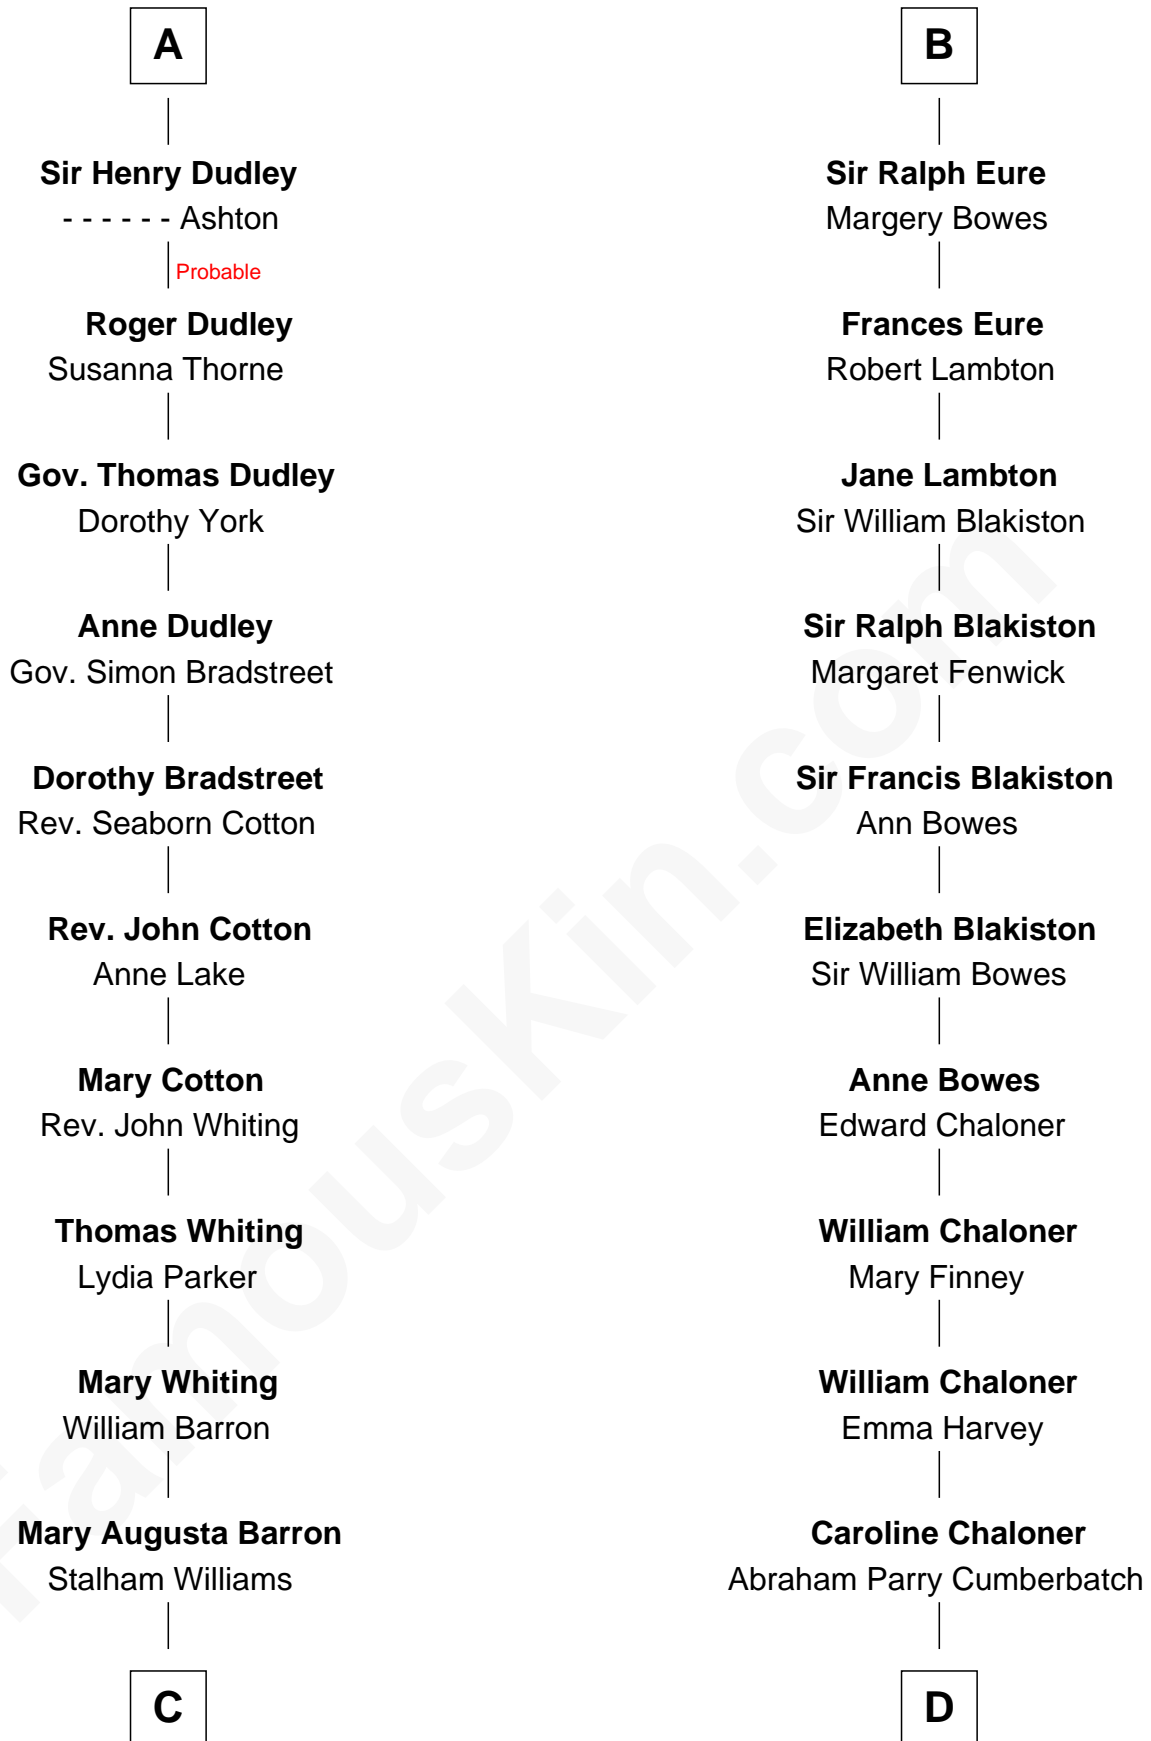 A
Sir Henry Dudley
- - - - - - Ashton
Probable
Roger Dudley
Susanna Thorne
Gov. Thomas Dudley
Dorothy York
Anne Dudley
Gov. Simon Bradstreet
Dorothy Bradstreet
Rev. Seaborn Cotton
Rev. John Cotton
Anne Lake
Mary Cotton
Rev. John Whiting
Thomas Whiting
Lydia Parker
Mary Whiting
William Barron
Mary Augusta Barron
Stalham Williams
C
B
Sir Ralph Eure
Margery Bowes
Frances Eure
Robert Lambton
Jane Lambton
Sir William Blakiston
Sir Ralph Blakiston
Margaret Fenwick
Sir Francis Blakiston
Ann Bowes
Elizabeth Blakiston
Sir William Bowes
Anne Bowes
Edward Chaloner
William Chaloner
Mary Finney
William Chaloner
Emma Harvey
Caroline Chaloner
Abraham Parry Cumberbatch
D
FamousKin.com